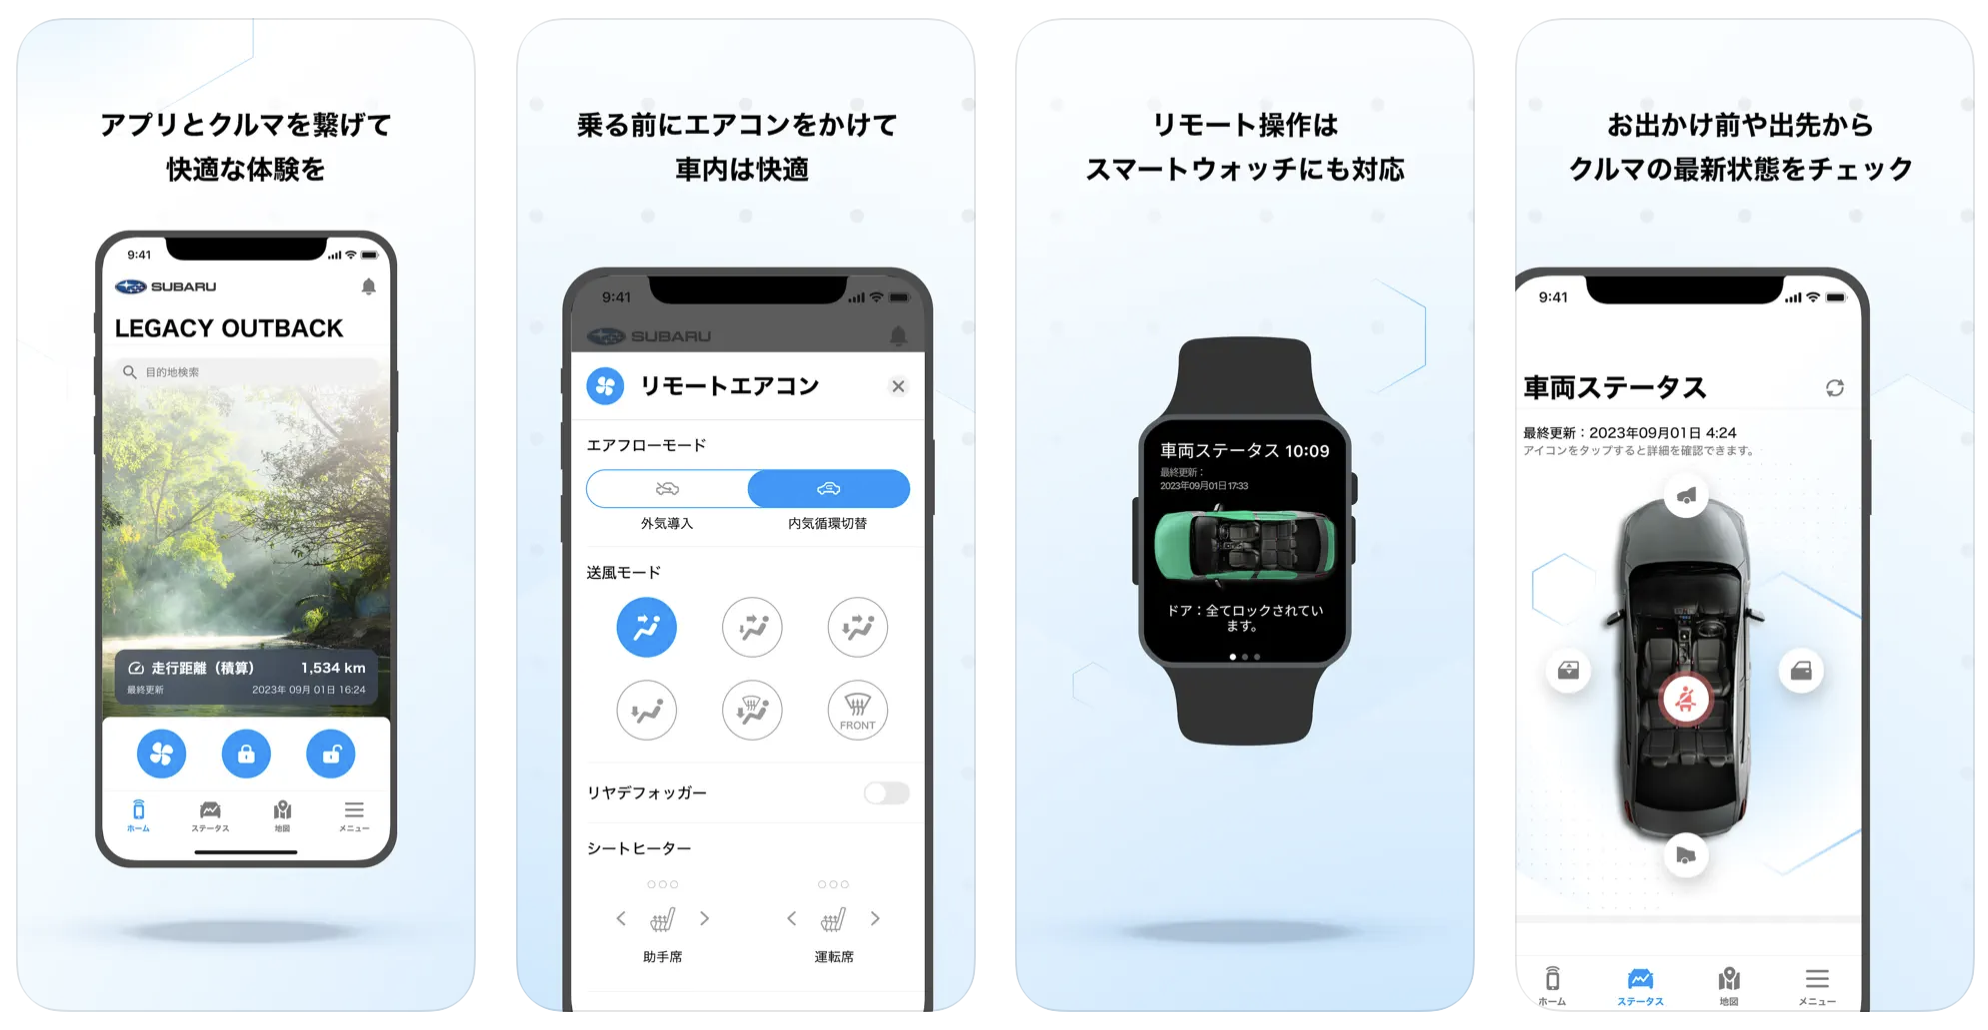 アプリとクルマを繋げて
快適な体験を
9:41
SUBARU
LEGACY OUTBACK
目的地検索
走行距離（積算） 1,534 km
最終更新 2023年 09月 01日 16:24
ホーム ステータス 地図 メニュー
乗る前にエアコンをかけて
車内は快適
9:41
SUBARU
リモートエアコン
エアフローモード
外気導入 内気循環切替
送風モード
FRONT
リヤデフォッガー
シートヒーター
助手席 運転席
リモート操作は
スマートウォッチにも対応
車両ステータス 10:09
最終更新：
2023年09月01日17:33
ドア：全てロックされてい
ます。
お出かけ前や出先から
クルマの最新状態をチェック
9:41
車両ステータス
最終更新：2023年09月01日 4:24
アイコンをタップすると詳細を確認できます。
ホーム ステータス 地図 メニュー